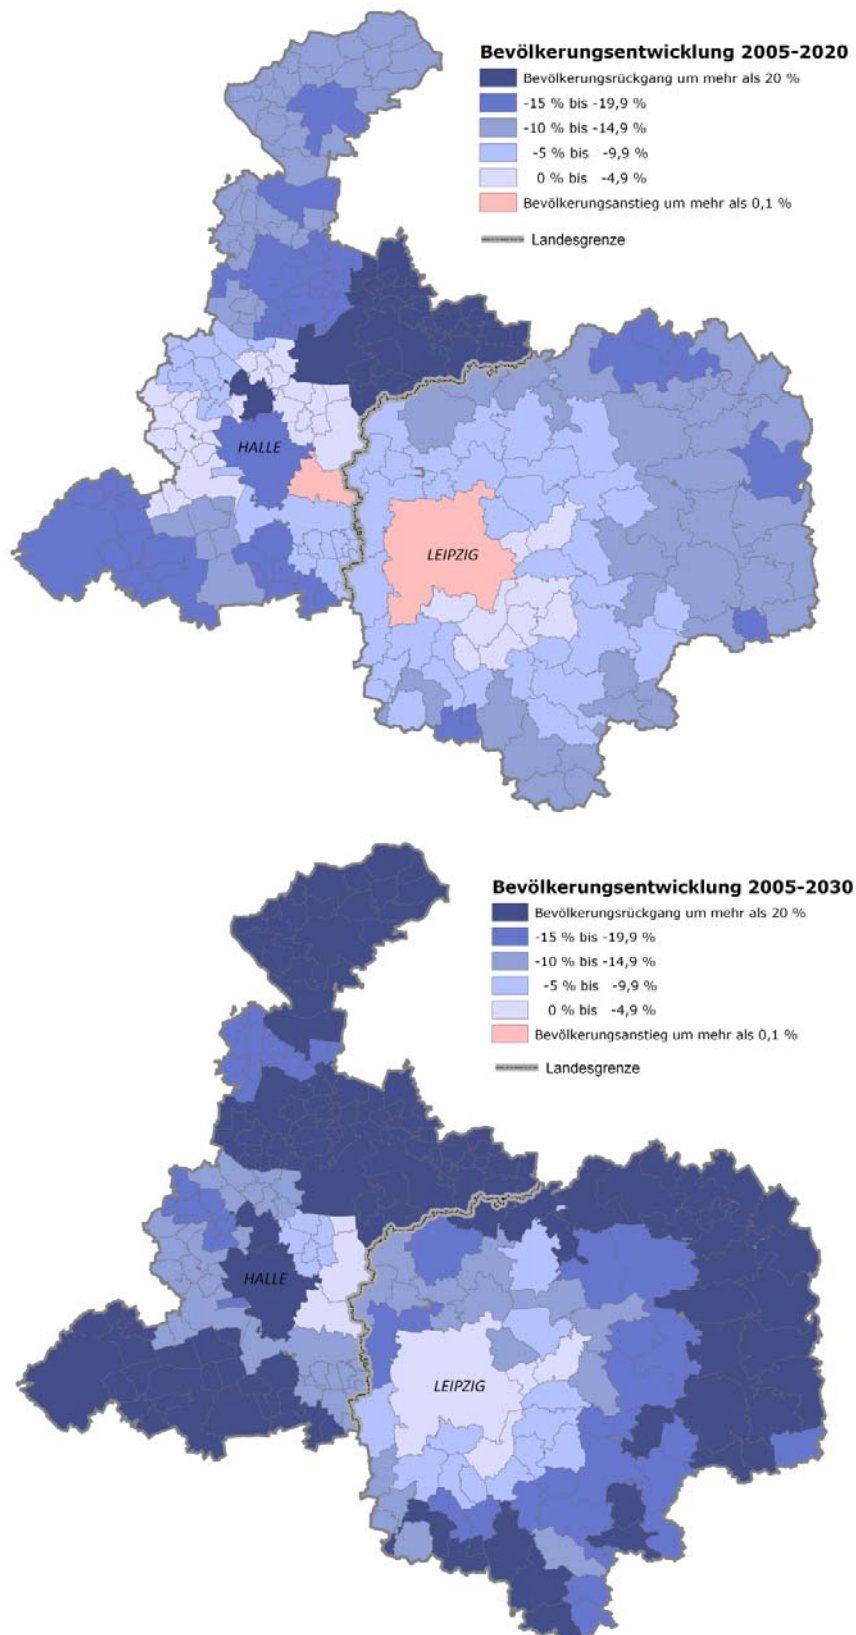 Bevölkerungsentwicklung 2005-2020
Bevölkerungsrückgang um mehr als 20 %
-15 % bis -19,9 %
-10 % bis -14,9 %
-5 % bis -9,9 %
0 % bis -4,9 %
Bevölkerungsanstieg um mehr als 0,1 %
Landesgrenze
HALLE
LEIPZIG
Bevölkerungsentwicklung 2005-2030
Bevölkerungsrückgang um mehr als 20 %
-15 % bis -19,9 %
-10 % bis -14,9 %
-5 % bis -9,9 %
0 % bis -4,9 %
Bevölkerungsanstieg um mehr als 0,1 %
Landesgrenze
HALLE
LEIPZIG